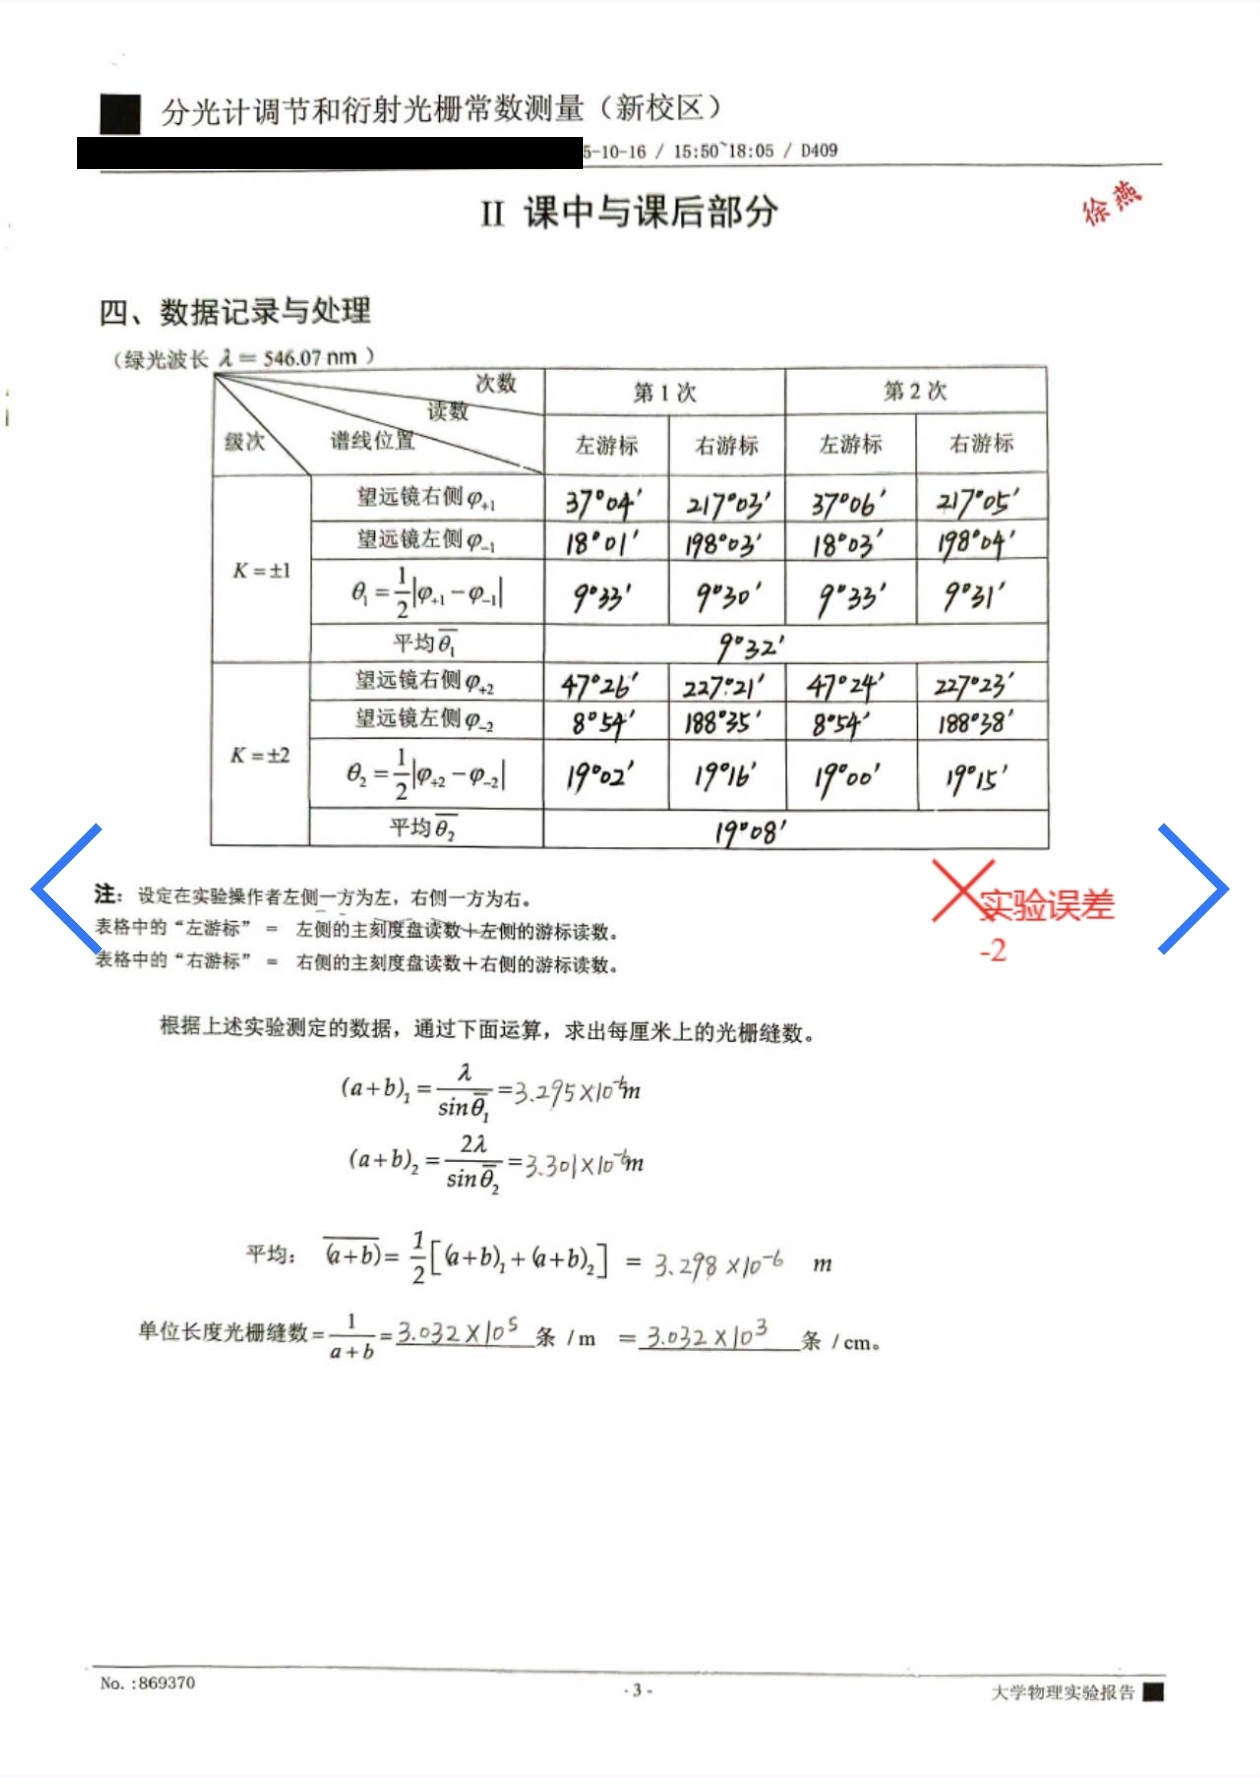 分光计调节和衍射光栅常数测量（新校区）
5-10-16 / 15:50~18:05 / D409
徐燕
II 课中与课后部分
四、数据记录与处理
（绿光波长 λ = 546.07 nm ）
次数 第 1 次 第 2 次
读数
级次 谱线位置 左游标 右游标 左游标 右游标
望远镜右侧 φ₊₁ 37°04′ 217°03′ 37°06′ 217°05′
望远镜左侧 φ₋₁ 18°01′ 198°03′ 18°03′ 198°04′
K = ±1 θ₁ = 1/2|φ₊₁ − φ₋₁| 9°33′ 9°30′ 9°33′ 9°31′
平均 θ̄₁ 9°32′
望远镜右侧 φ₊₂ 47°26′ 227°21′ 47°24′ 227°23′
望远镜左侧 φ₋₂ 8°54′ 188°35′ 8°54′ 188°38′
K = ±2 θ₂ = 1/2|φ₊₂ − φ₋₂| 19°02′ 19°16′ 19°00′ 19°15′
平均 θ̄₂ 19°08′
注：设定在实验操作者左侧一方为左，右侧一方为右。
表格中的“左游标” = 左侧的主刻度盘读数＋左侧的游标读数。
表格中的“右游标” = 右侧的主刻度盘读数＋右侧的游标读数。
实验误差
-2
根据上述实验测定的数据，通过下面运算，求出每厘米上的光栅缝数。
(a+b)₁ = λ/sinθ̄₁ = 3.295×10⁻⁶m
(a+b)₂ = 2λ/sinθ̄₂ = 3.301×10⁻⁶m
平均： (a+b) = 1/2[(a+b)₁ + (a+b)₂] = 3.298×10⁻⁶ m
单位长度光栅缝数= 1/(a+b) = 3.032×10⁵ 条 /m = 3.032×10³ 条 /cm。
No. :869370
- 3 -
大学物理实验报告